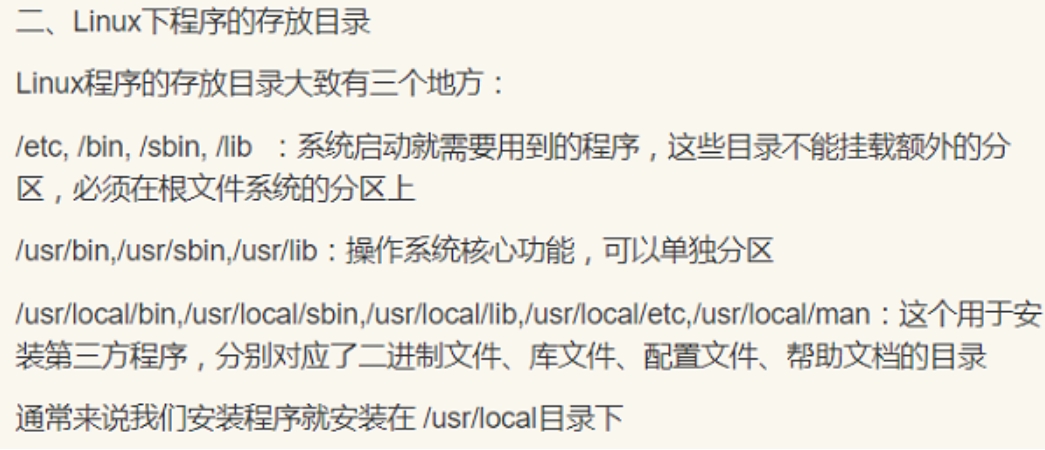 二、Linux下程序的存放目录
Linux程序的存放目录大致有三个地方：
/etc, /bin, /sbin, /lib ：系统启动就需要用到的程序，这些目录不能挂载额外的分
区，必须在根文件系统的分区上
/usr/bin,/usr/sbin,/usr/lib：操作系统核心功能，可以单独分区
/usr/local/bin,/usr/local/sbin,/usr/local/lib,/usr/local/etc,/usr/local/man：这个用于安
装第三方程序，分别对应了二进制文件、库文件、配置文件、帮助文档的目录
通常来说我们安装程序就安装在 /usr/local目录下